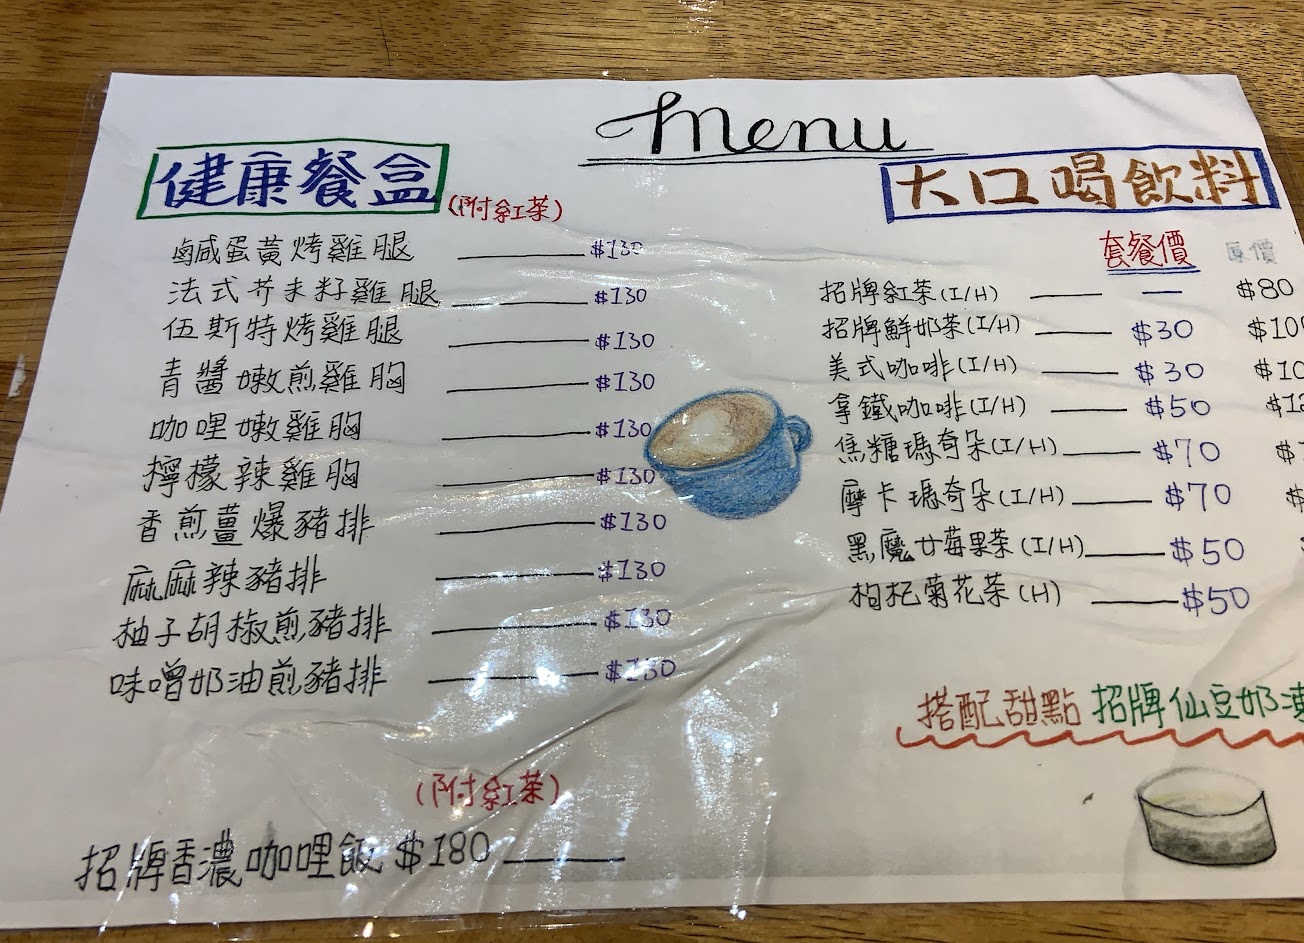 Menu
健康餐盒 (附紅茶)
鹹蛋黃烤雞腿 $130
法式芥末籽雞腿 $130
伍斯特烤雞腿 $130
青醬嫩煎雞胸 $130
咖哩嫩雞胸 $130
檸檬辣雞胸 $130
香煎薑爆豬排 $130
麻麻辣豬排 $130
柚子胡椒煎豬排 $130
味噌奶油煎豬排 $130
(附紅茶)
招牌香濃咖哩飯 $180
大口喝飲料
套餐價 原價
招牌紅茶(I/H) — $80
招牌鮮奶茶(I/H) $30
美式咖啡(I/H) $30
拿鐵咖啡(I/H) $50
焦糖瑪奇朵(I/H) $70
摩卡瑪奇朵(I/H) $70
黑魔女莓果茶(I/H) $50
枸杞菊花茶(H) $50
搭配甜點 招牌仙豆奶凍